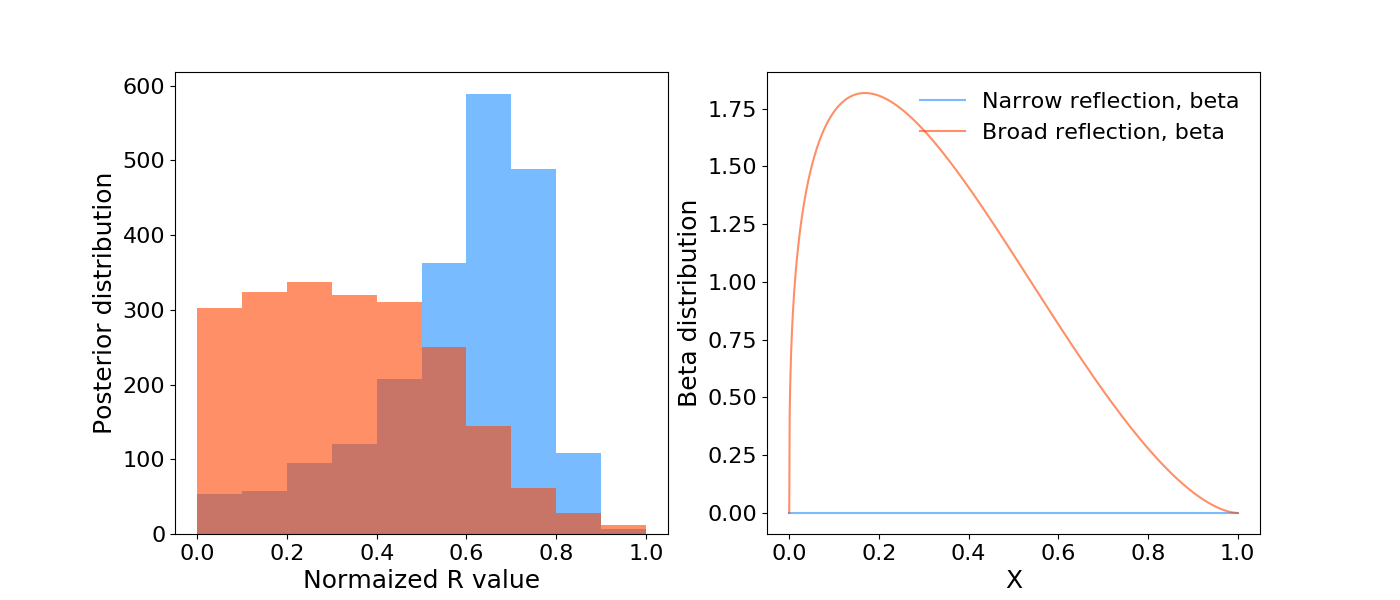 Posterior distribution
600
500
400
300
200
100
0
0.0 0.2 0.4 0.6 0.8 1.0
Normaized R value
Beta distribution
1.75
1.50
1.25
1.00
0.75
0.50
0.25
0.00
Narrow reflection, beta
Broad reflection, beta
0.0 0.2 0.4 0.6 0.8 1.0
X